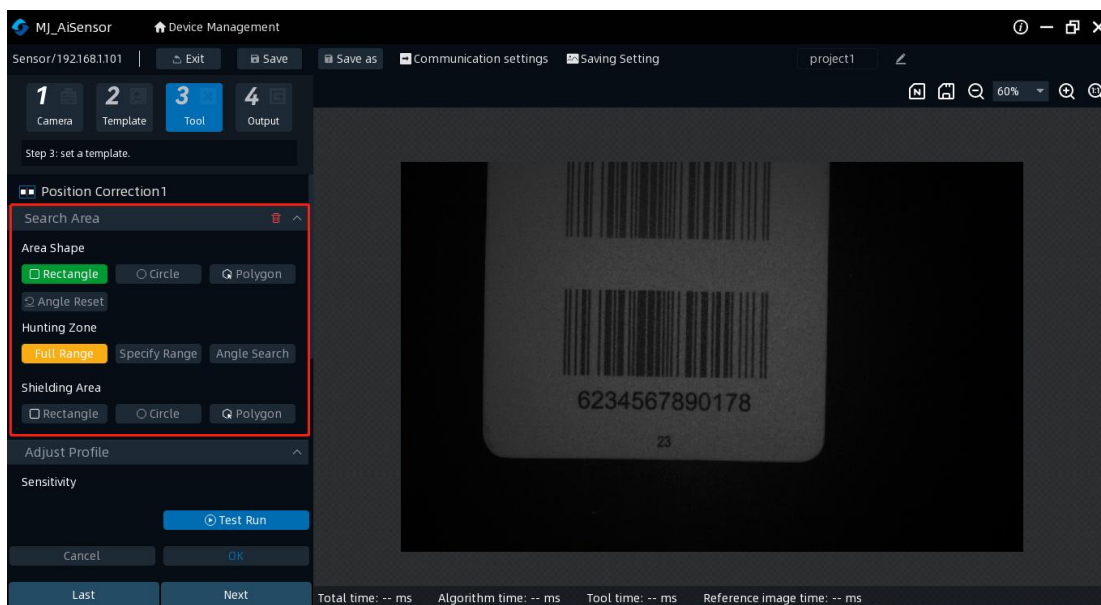 MJ_AiSensor Device Management
Sensor/192.168.1.101 Exit Save Save as Communication settings Saving Setting project1
1 2 3 4
Camera Template Tool Output
N 60% 1:1
Step 3: set a template.
Position Correction1
Search Area
Area Shape
Rectangle Circle Polygon
Angle Reset
Hunting Zone
Full Range Specify Range Angle Search
Shielding Area
Rectangle Circle Polygon
Adjust Profile
Sensitivity
Test Run
Cancel OK
Last Next
6234567890178
23
Total time: -- ms Algorithm time: -- ms Tool time: -- ms Reference image time: -- ms